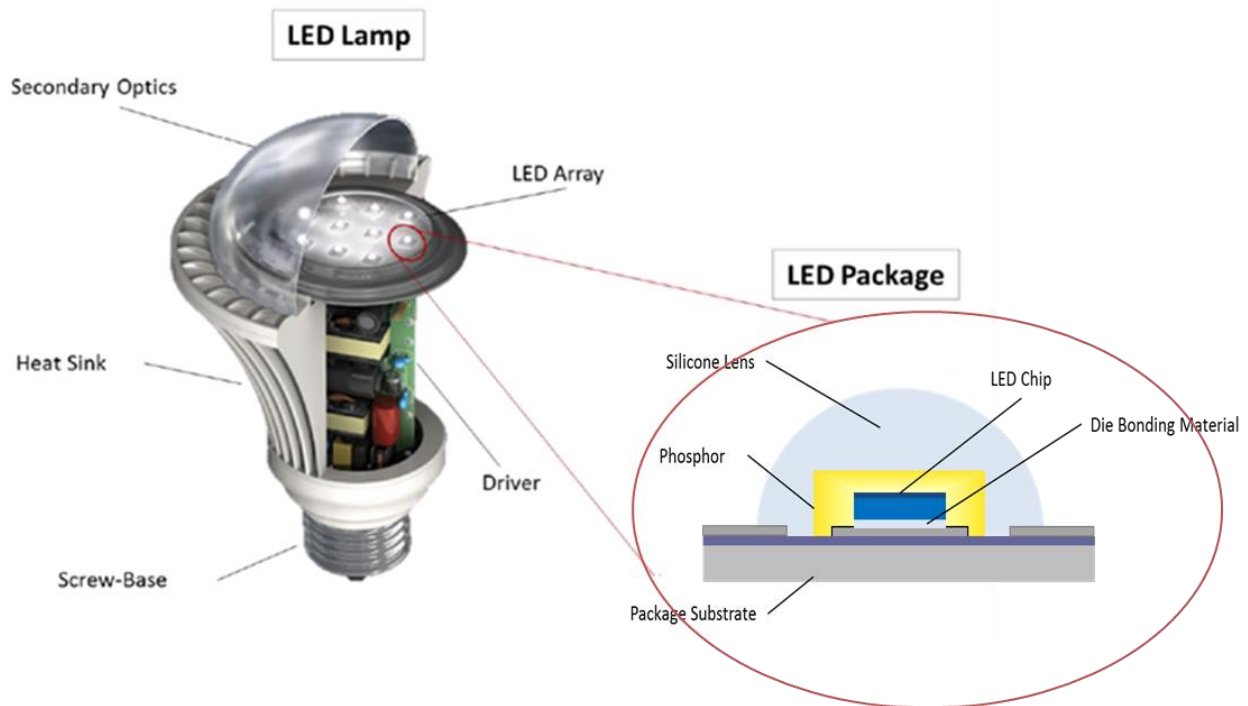 LED Lamp
Secondary Optics
LED Array
LED Package
Heat Sink
Silicone Lens
LED Chip
Die Bonding Material
Phosphor
Driver
Screw-Base
Package Substrate